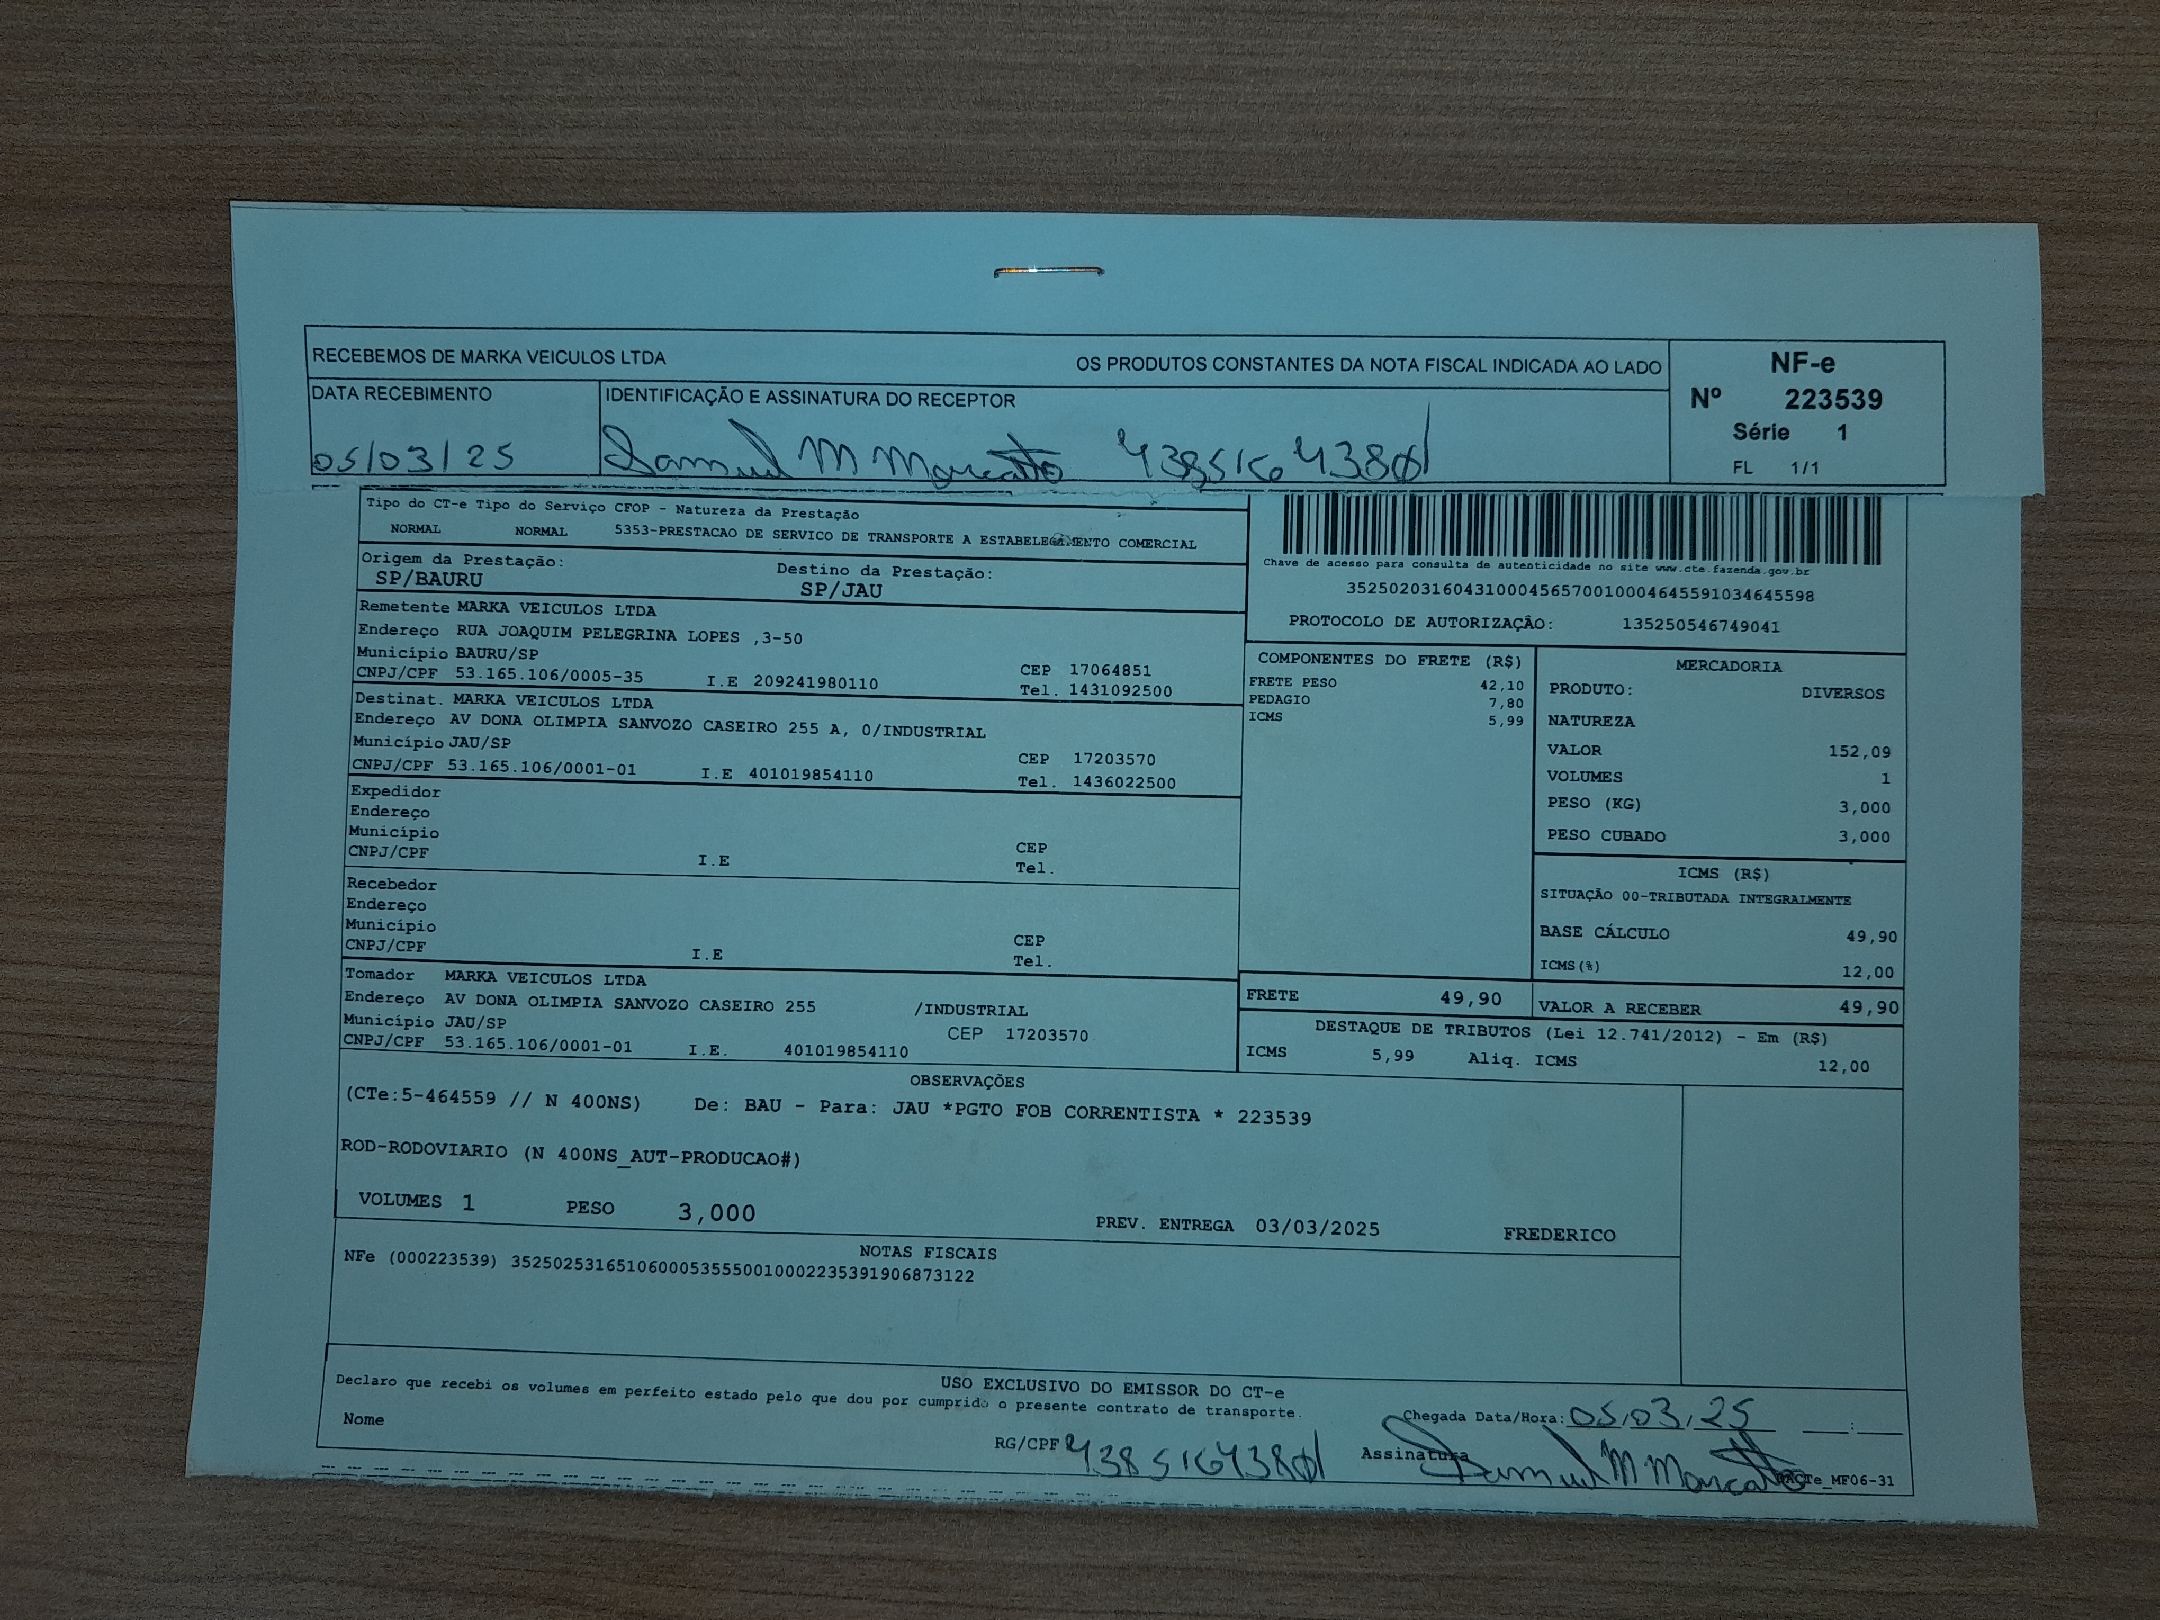 RECEBEMOS DE MARKA VEICULOS LTDA OS PRODUTOS CONSTANTES DA NOTA FISCAL INDICADA AO LADO
NF-e
Nº 223539
Série 1
FL 1/1
DATA RECEBIMENTO IDENTIFICAÇÃO E ASSINATURA DO RECEPTOR
05/03/25 Samuel M Morcatto
Tipo do CT-e Tipo do Serviço CFOP - Natureza da Prestação
NORMAL NORMAL 5353-PRESTACAO DE SERVICO DE TRANSPORTE A ESTABELECIMENTO COMERCIAL
Origem da Prestação: Destino da Prestação:
SP/BAURU SP/JAU
Chave de acesso para consulta de autenticidade no site www.cte.fazenda.gov.br
35250203160431000456570010004645591034645598
PROTOCOLO DE AUTORIZAÇÃO: 135250546749041
Remetente MARKA VEICULOS LTDA
Endereço RUA JOAQUIM PELEGRINA LOPES ,3-50
Município BAURU/SP CEP 17064851
CNPJ/CPF 53.165.106/0005-35 I.E 209241980110 Tel. 1431092500
Destinat. MARKA VEICULOS LTDA
Endereço AV DONA OLIMPIA SANVOZO CASEIRO 255 A, 0/INDUSTRIAL
Município JAU/SP CEP 17203570
CNPJ/CPF 53.165.106/0001-01 I.E 401019854110 Tel. 1436022500
Expedidor
Endereço
Município CEP
CNPJ/CPF I.E Tel.
Recebedor
Endereço
Município CEP
CNPJ/CPF I.E Tel.
Tomador MARKA VEICULOS LTDA
Endereço AV DONA OLIMPIA SANVOZO CASEIRO 255 /INDUSTRIAL
Município JAU/SP CEP 17203570
CNPJ/CPF 53.165.106/0001-01 I.E. 401019854110
COMPONENTES DO FRETE (R$)
FRETE PESO 42,10
PEDAGIO 7,80
ICMS 5,99
MERCADORIA
PRODUTO: DIVERSOS
NATUREZA
VALOR 152,09
VOLUMES 1
PESO (KG) 3,000
PESO CUBADO 3,000
ICMS (R$)
SITUAÇÃO 00-TRIBUTADA INTEGRALMENTE
BASE CÁLCULO 49,90
ICMS(%) 12,00
FRETE 49,90 VALOR A RECEBER 49,90
DESTAQUE DE TRIBUTOS (Lei 12.741/2012) - Em (R$)
ICMS 5,99 Aliq. ICMS 12,00
OBSERVAÇÕES
(CTe:5-464559 // N 400NS) De: BAU - Para: JAU *PGTO FOB CORRENTISTA * 223539
ROD-RODOVIARIO (N 400NS_AUT-PRODUCAO#)
VOLUMES 1 PESO 3,000 PREV. ENTREGA 03/03/2025 FREDERICO
NOTAS FISCAIS
NFe (000223539) 35250253165106000535550010002235391906873122
USO EXCLUSIVO DO EMISSOR DO CT-e
Declaro que recebi os volumes em perfeito estado pelo que dou por cumprido o presente contrato de transporte.
Chegada Data/Hora: 05/03/25 :
Nome RG/CPF Assinatura Samuel M Morcatto
DACTe_MF06-31